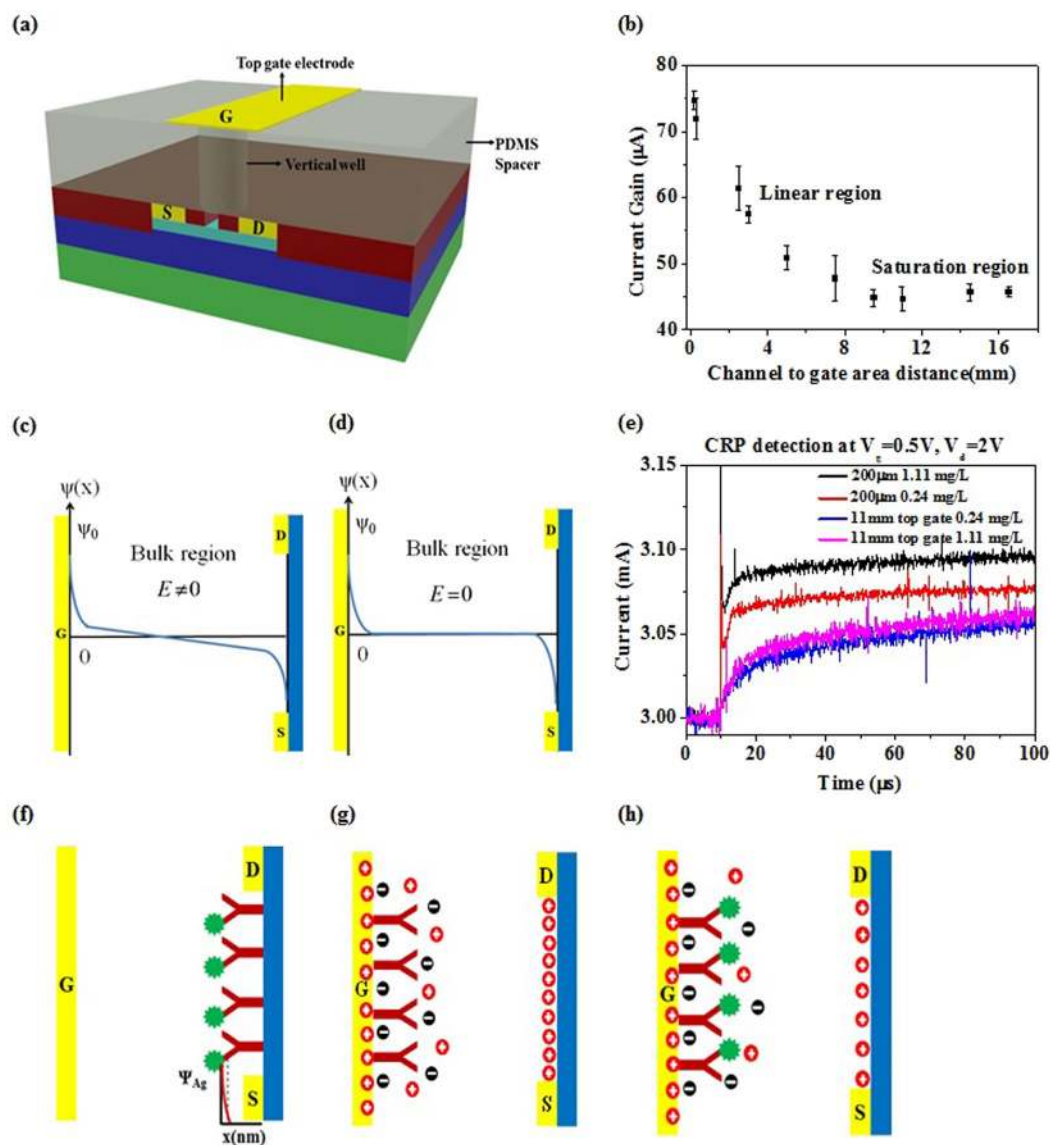 (a)
Top gate electrode
G
PDMS
Spacer
Vertical well
S
D
(b)
Current Gain (μA)
80
70
60
50
40
Linear region
Saturation region
0 4 8 12 16
Channel to gate area distance(mm)
(c)
ψ(x)
Ψ0
Bulk region
E≠0
0
G
D
S
(d)
ψ(x)
Ψ0
Bulk region
E=0
0
G
D
S
(e)
CRP detection at Vg=0.5V, Vd=2V
Current (mA)
3.15
3.10
3.05
3.00
200μm 1.11 mg/L
200μm 0.24 mg/L
11mm top gate 0.24 mg/L
11mm top gate 1.11 mg/L
0 20 40 60 80 100
Time (μs)
(f)
G
D
S
ΨAg
x(nm)
(g)
G
D
S
(h)
G
D
S